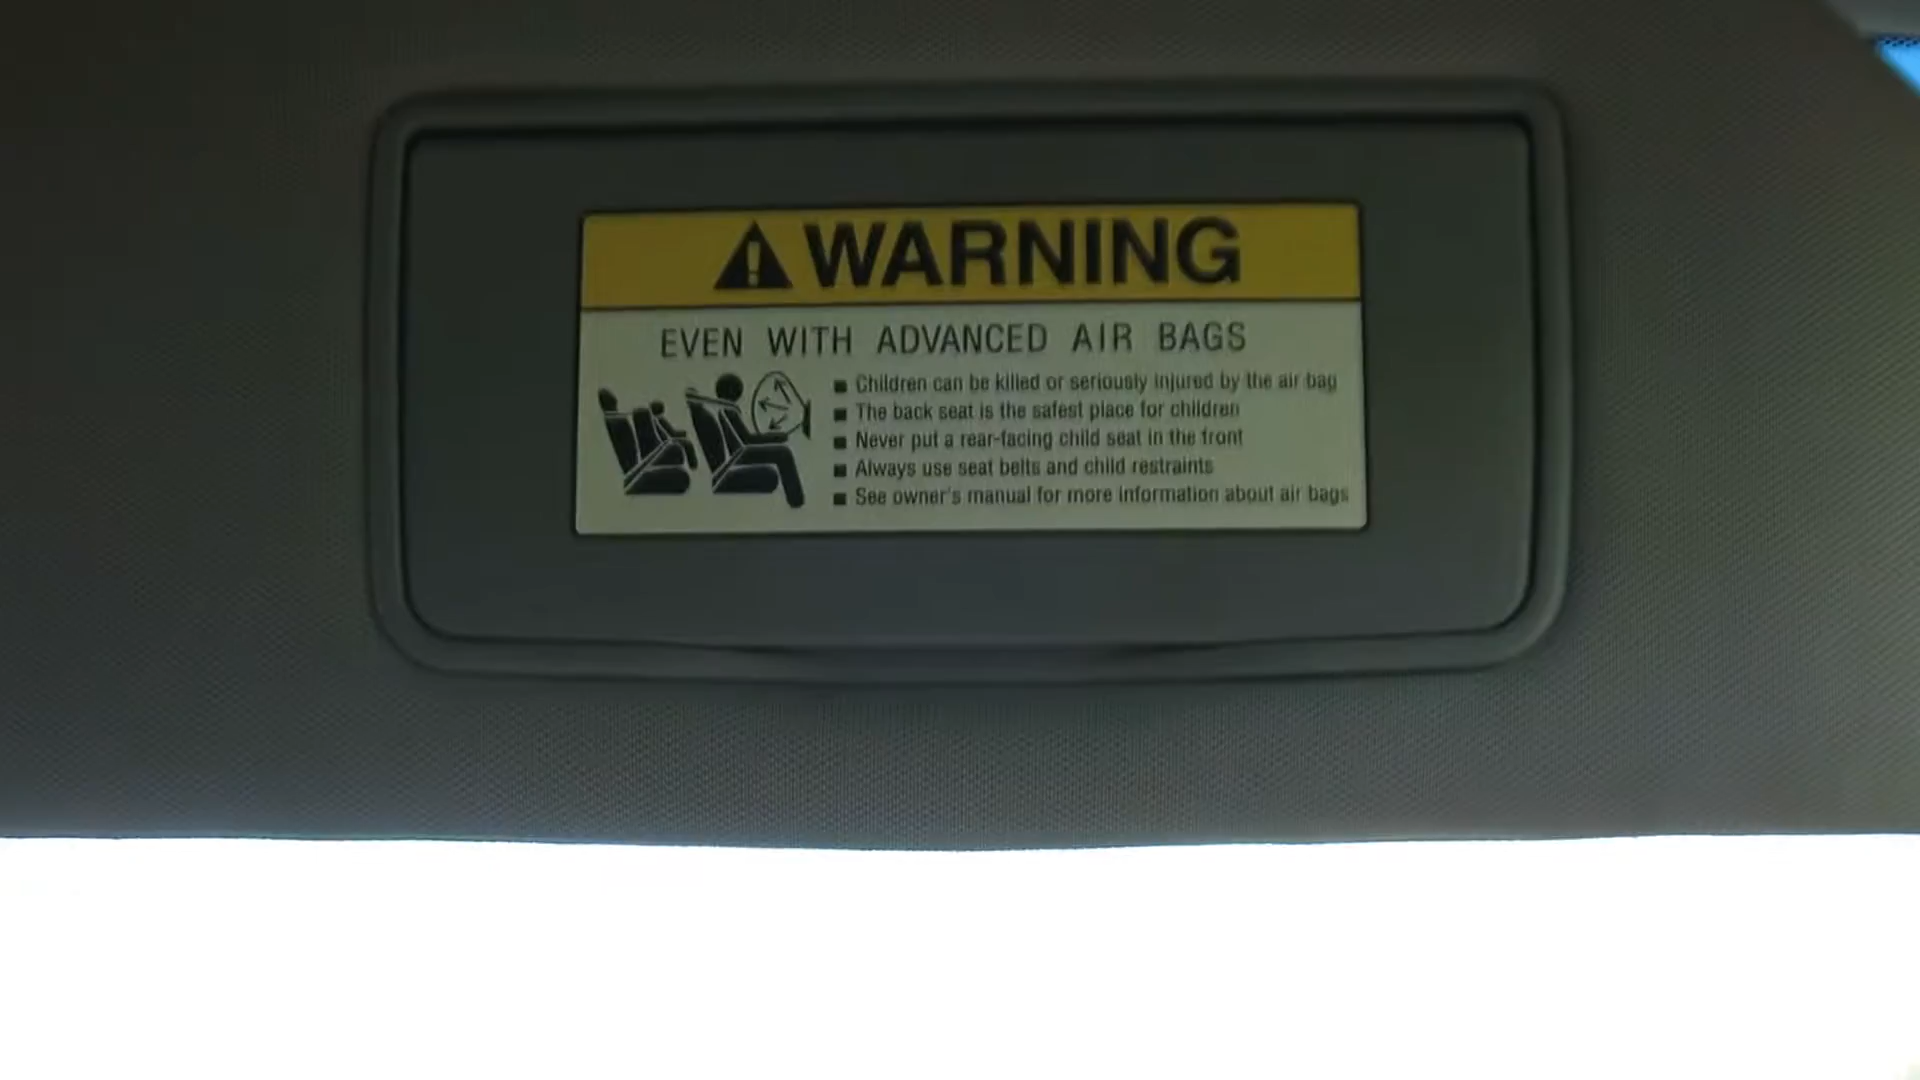 WARNING
EVEN WITH ADVANCED AIR BAGS
Children can be killed or seriously injured by the air bag
The back seat is the safest place for children
Never put a rear-facing child seat in the front
Always use seat belts and child restraints
See owner's manual for more information about air bags